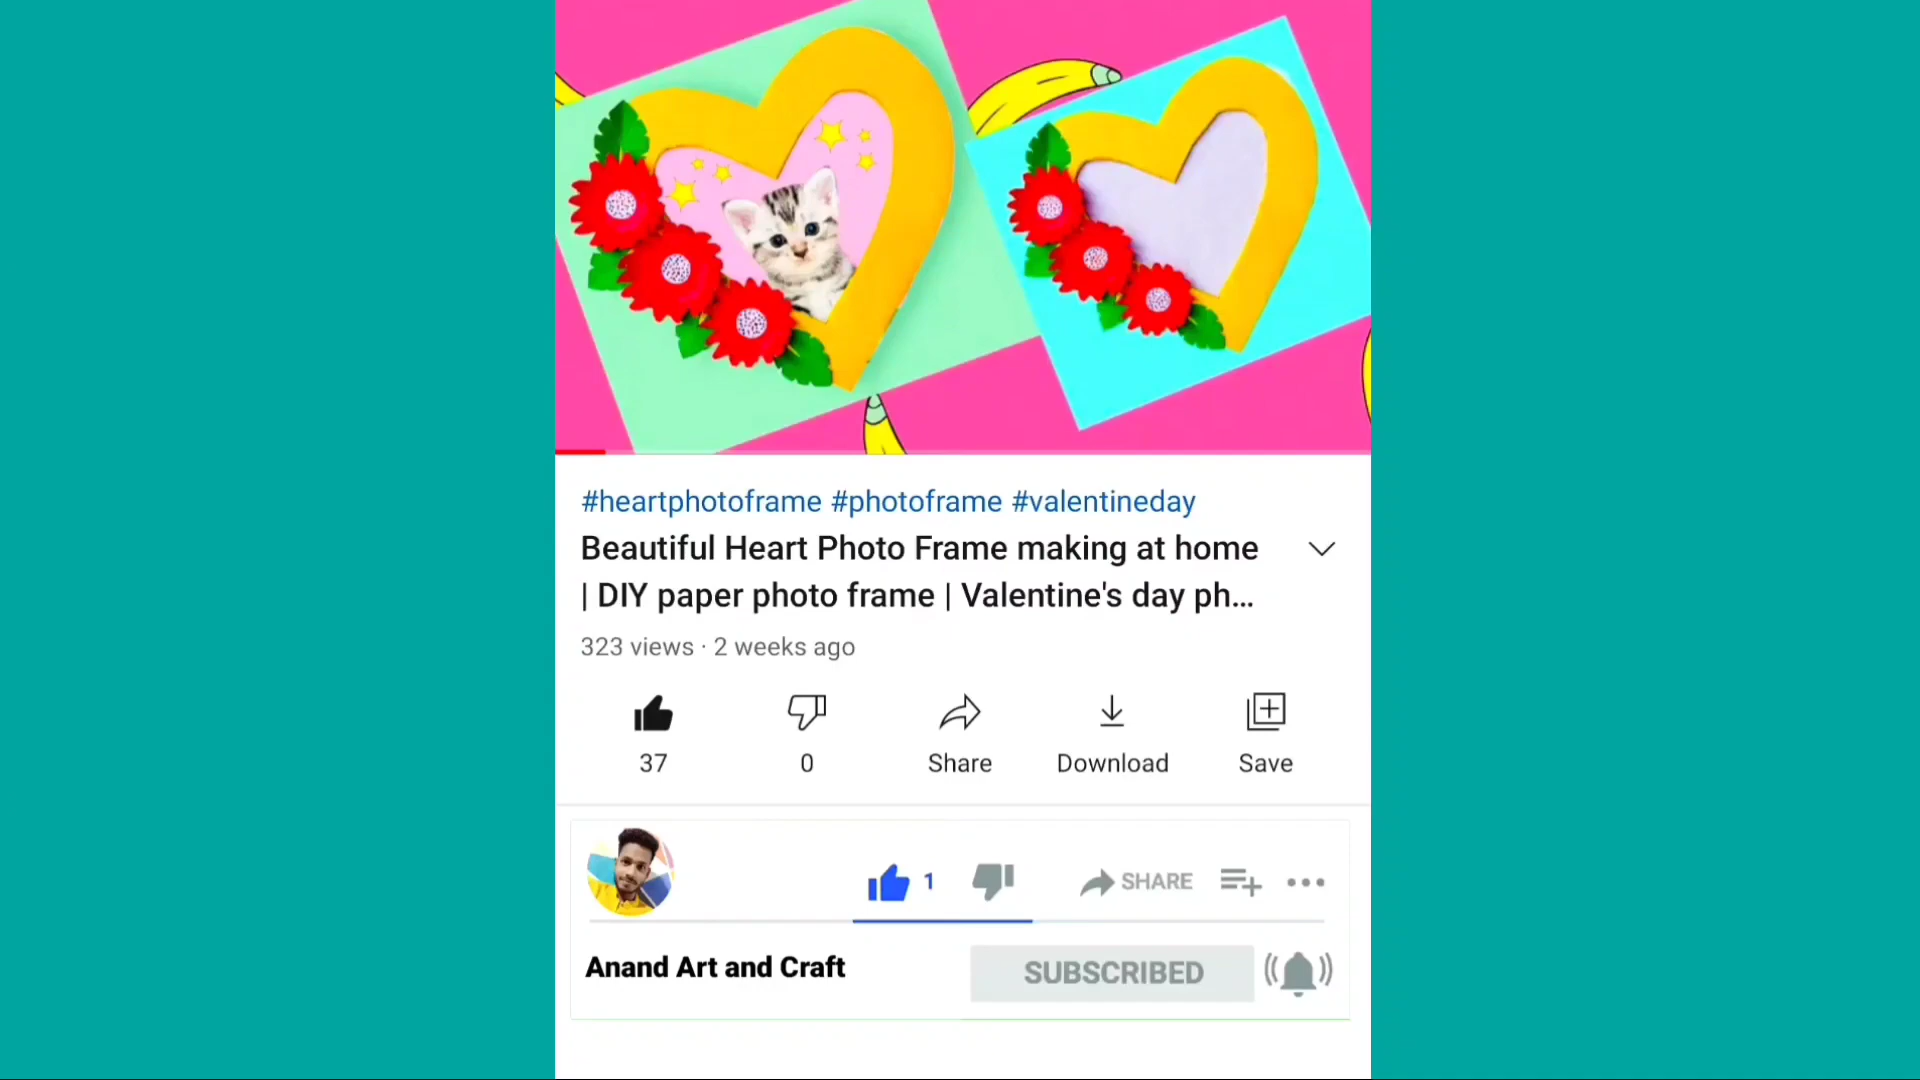 #heartphotoframe #photoframe #valentineday
Beautiful Heart Photo Frame making at home
| DIY paper photo frame | Valentine's day ph...
323 views · 2 weeks ago
37
0
Share
Download
Save
1
SHARE
Anand Art and Craft
SUBSCRIBED